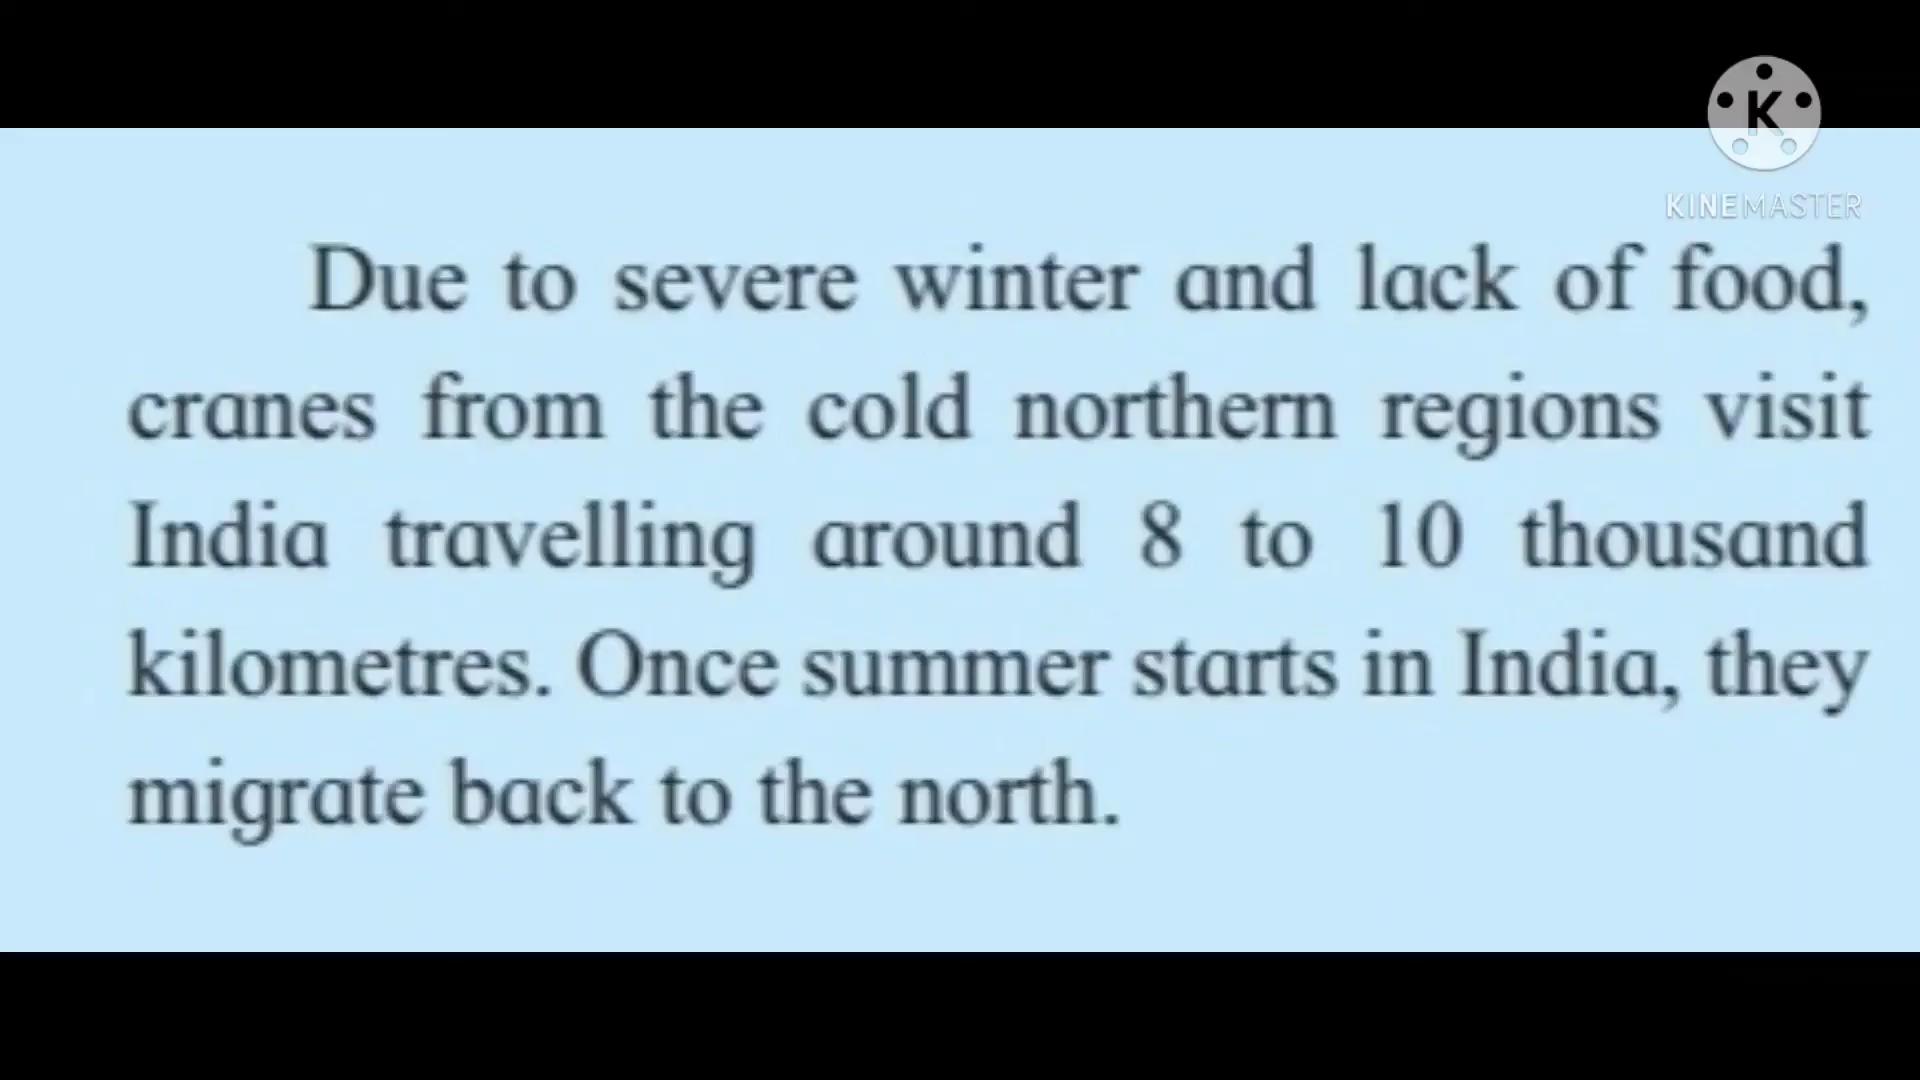 K
KINEMASTER
Due to severe winter and lack of food,
cranes from the cold northern regions visit
India travelling around 8 to 10 thousand
kilometres. Once summer starts in India, they
migrate back to the north.